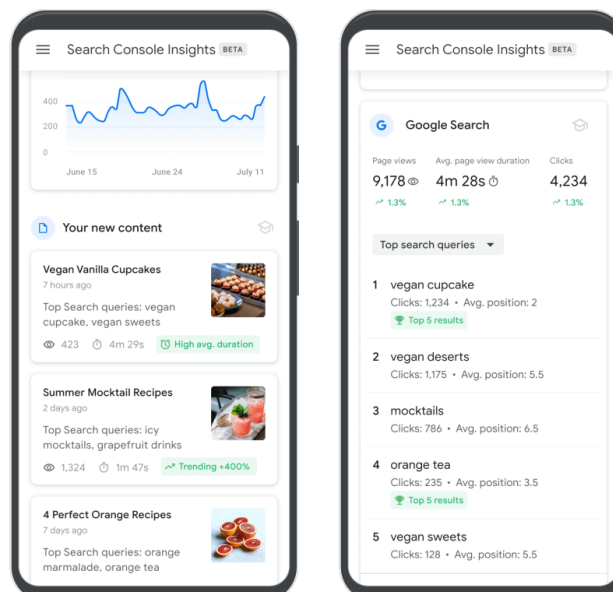 Search Console Insights BETA
400
200
0
June 15 June 24 July 11
Your new content
Vegan Vanilla Cupcakes
7 hours ago
Top Search queries: vegan
cupcake, vegan sweets
423 4m 29s High avg. duration
Summer Mocktail Recipes
2 days ago
Top Search queries: icy
mocktails, grapefruit drinks
1,324 1m 47s Trending +400%
4 Perfect Orange Recipes
7 days ago
Top Search queries: orange
marmalade, orange tea
Search Console Insights BETA
G Google Search
Page views Avg. page view duration Clicks
9,178 4m 28s 4,234
1.3% 1.3% 1.3%
Top search queries
1 vegan cupcake
Clicks: 1,234 • Avg. position: 2
Top 5 results
2 vegan deserts
Clicks: 1,175 • Avg. position: 5.5
3 mocktails
Clicks: 786 • Avg. position: 6.5
4 orange tea
Clicks: 235 • Avg. position: 3.5
Top 5 results
5 vegan sweets
Clicks: 128 • Avg. position: 5.5